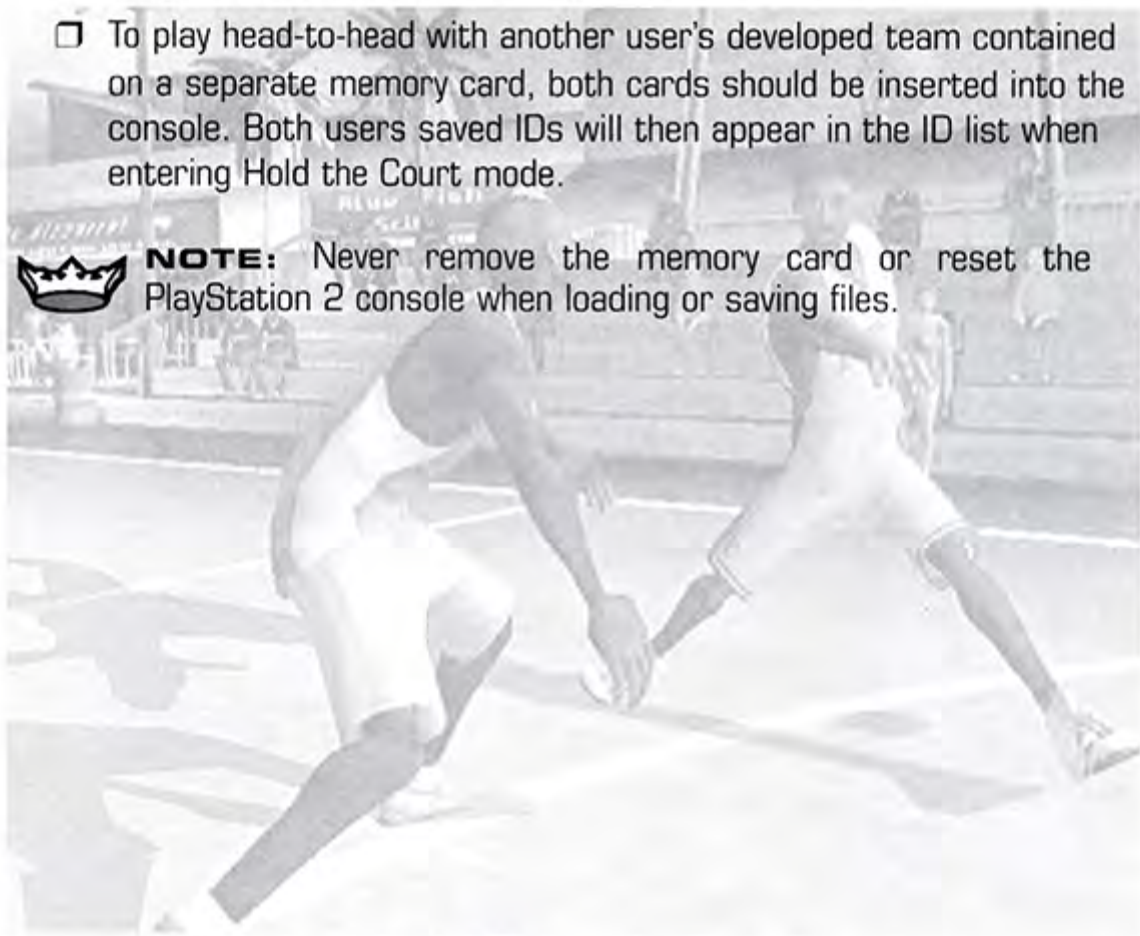 ❐ To play head-to-head with another user's developed team contained
on a separate memory card, both cards should be inserted into the
console. Both users saved IDs will then appear in the ID list when
entering Hold the Court mode.
NOTE: Never remove the memory card or reset the
PlayStation 2 console when loading or saving files.